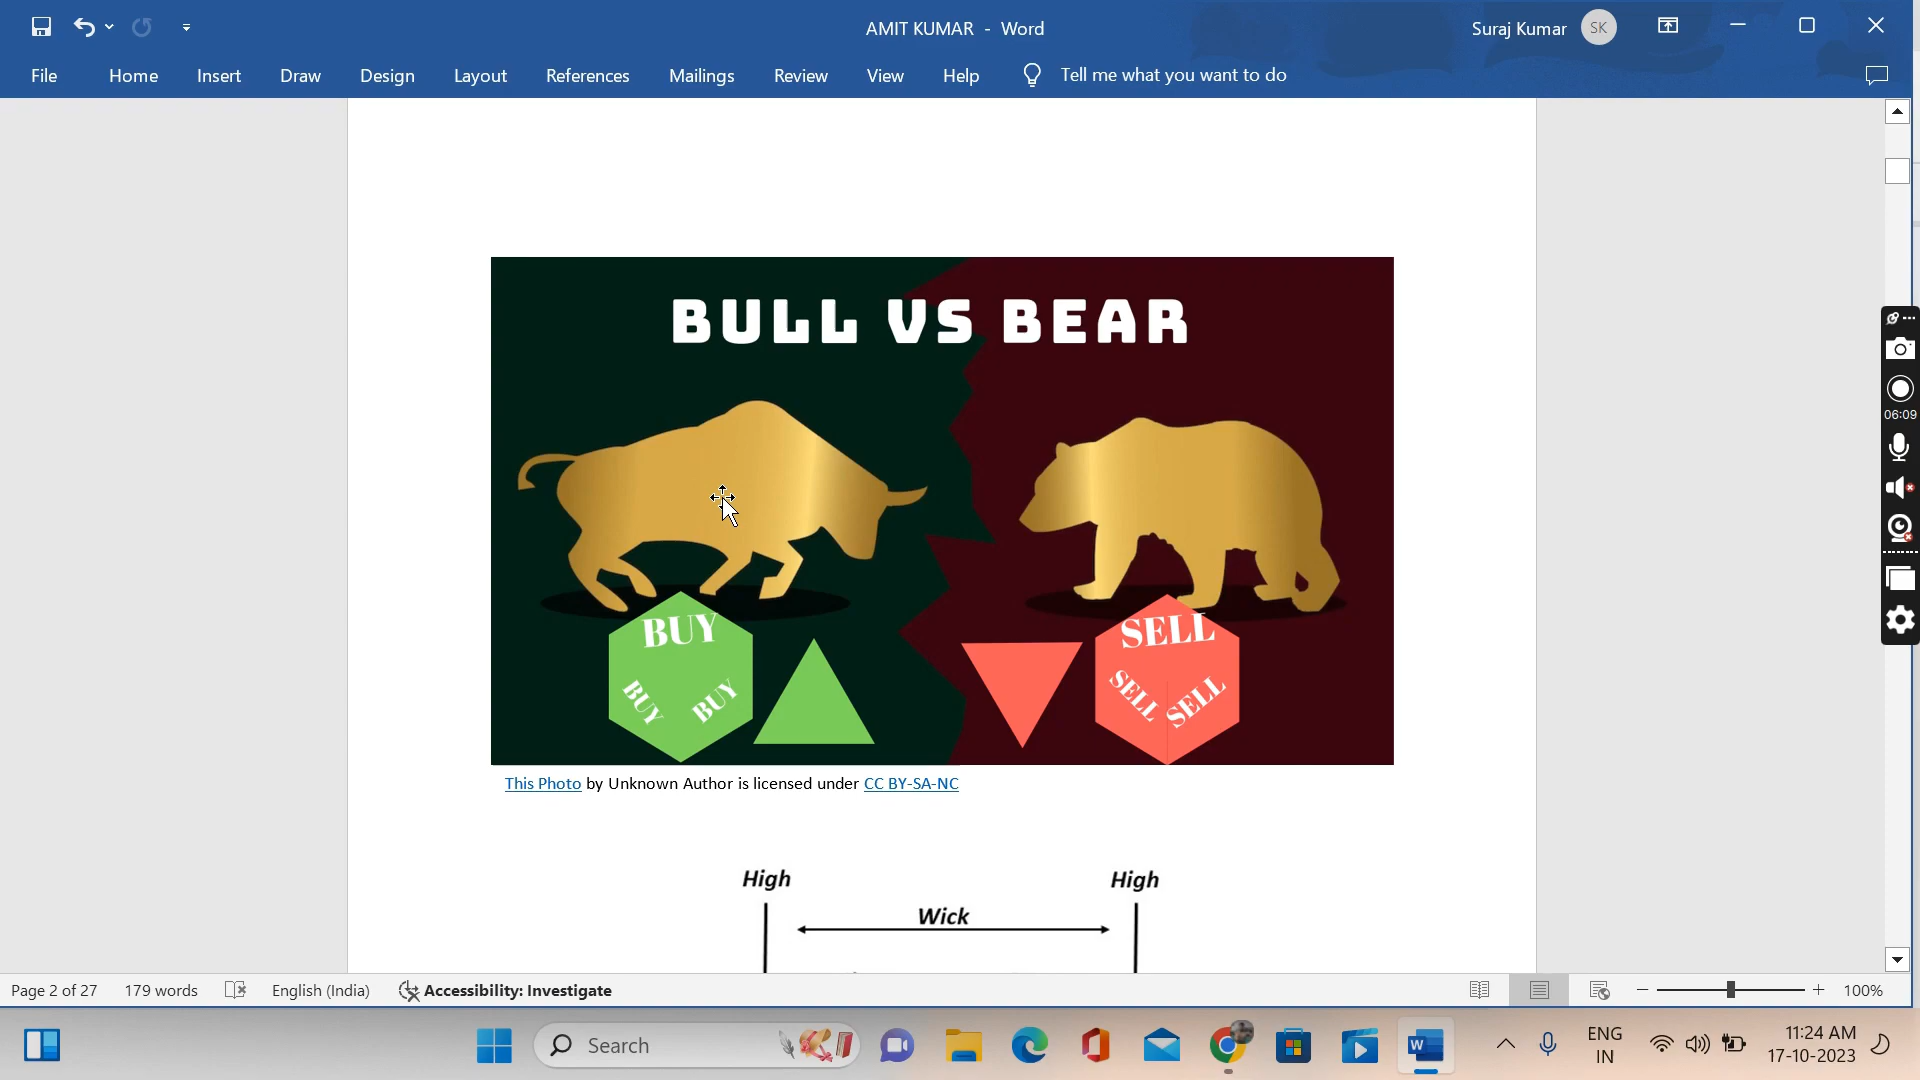 AMIT KUMAR - Word
Suraj Kumar
SK
File Home Insert Draw Design Layout References Mailings Review View Help Tell me what you want to do
BULL VS BEAR
BUY
BUY BUY
SELL
SELL SELL
This Photo by Unknown Author is licensed under CC BY-SA-NC
High High
Wick
06:09
Page 2 of 27 179 words English (India) Accessibility: Investigate 100%
Search
ENG
IN
11:24 AM
17-10-2023